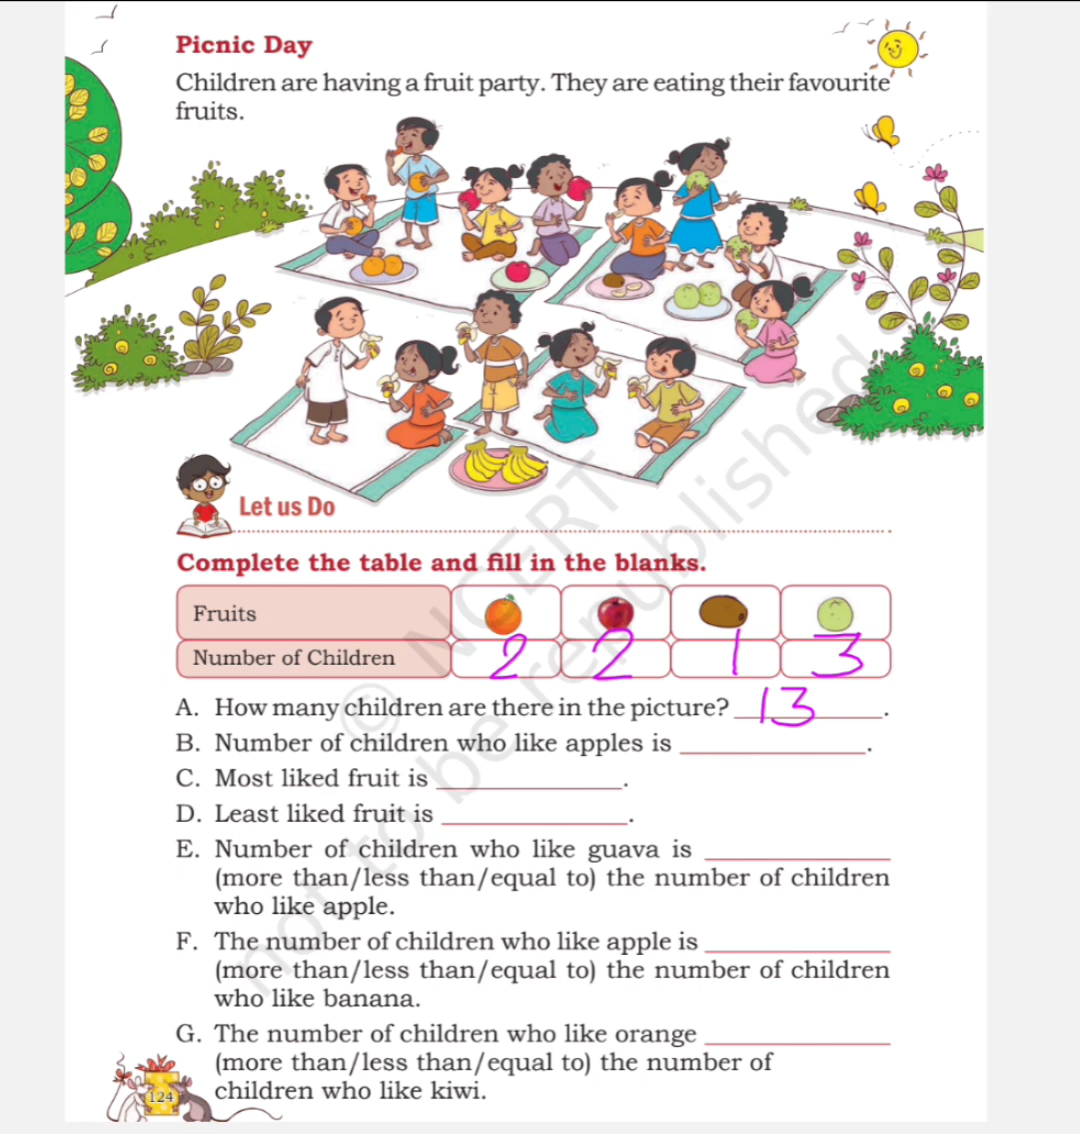 Picnic Day
Children are having a fruit party. They are eating their favourite
fruits.
Let us Do
Complete the table and fill in the blanks.
Fruits
Number of Children 2 2 1 3
A. How many children are there in the picture? 13.
B. Number of children who like apples is ____________.
C. Most liked fruit is ____________.
D. Least liked fruit is ____________.
E. Number of children who like guava is ____________
(more than/less than/equal to) the number of children
who like apple.
F. The number of children who like apple is ____________
(more than/less than/equal to) the number of children
who like banana.
G. The number of children who like orange ____________
(more than/less than/equal to) the number of
children who like kiwi.
124
© NCERT
not to be republished